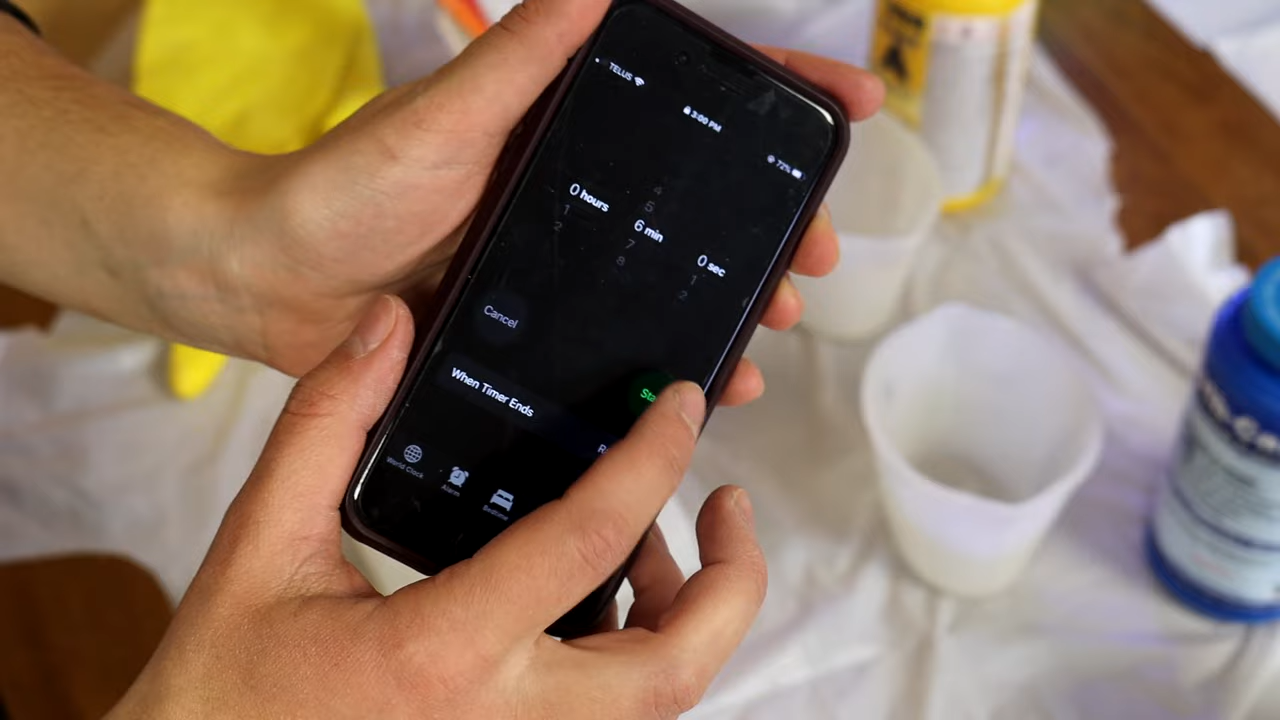 TELUS
3:00 PM
72%
4
5
0 hours
6 min
0 sec
1
7
1
2
8
2
Cancel
When Timer Ends
World Clock
Alarm
Bedtime